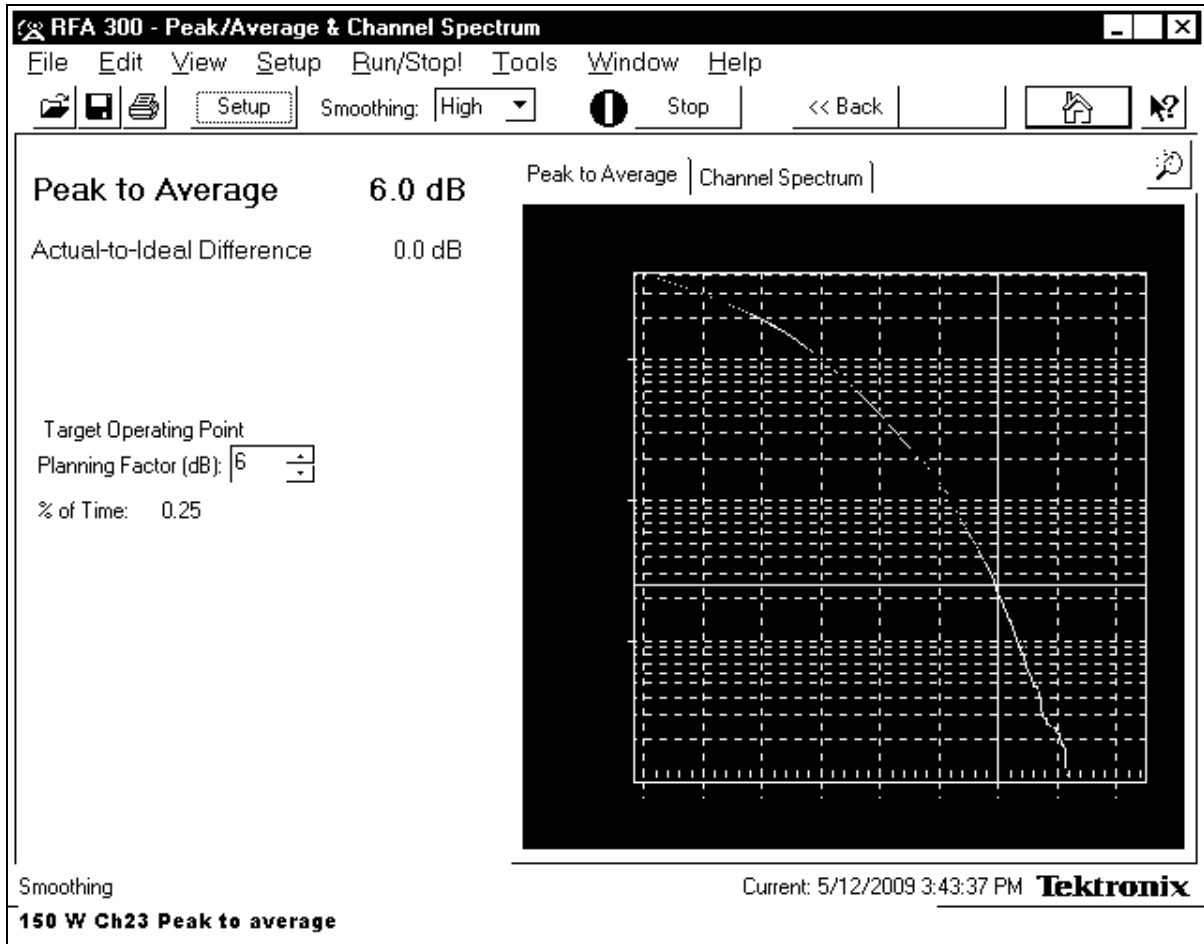 RFA 300 - Peak/Average & Channel Spectrum
File Edit View Setup Run/Stop! Tools Window Help
Setup Smoothing: High Stop << Back
Peak to Average 6.0 dB
Actual-to-Ideal Difference 0.0 dB
Target Operating Point
Planning Factor (dB): 6
% of Time: 0.25
Peak to Average Channel Spectrum
Smoothing Current: 5/12/2009 3:43:37 PM Tektronix
150 W Ch23 Peak to average